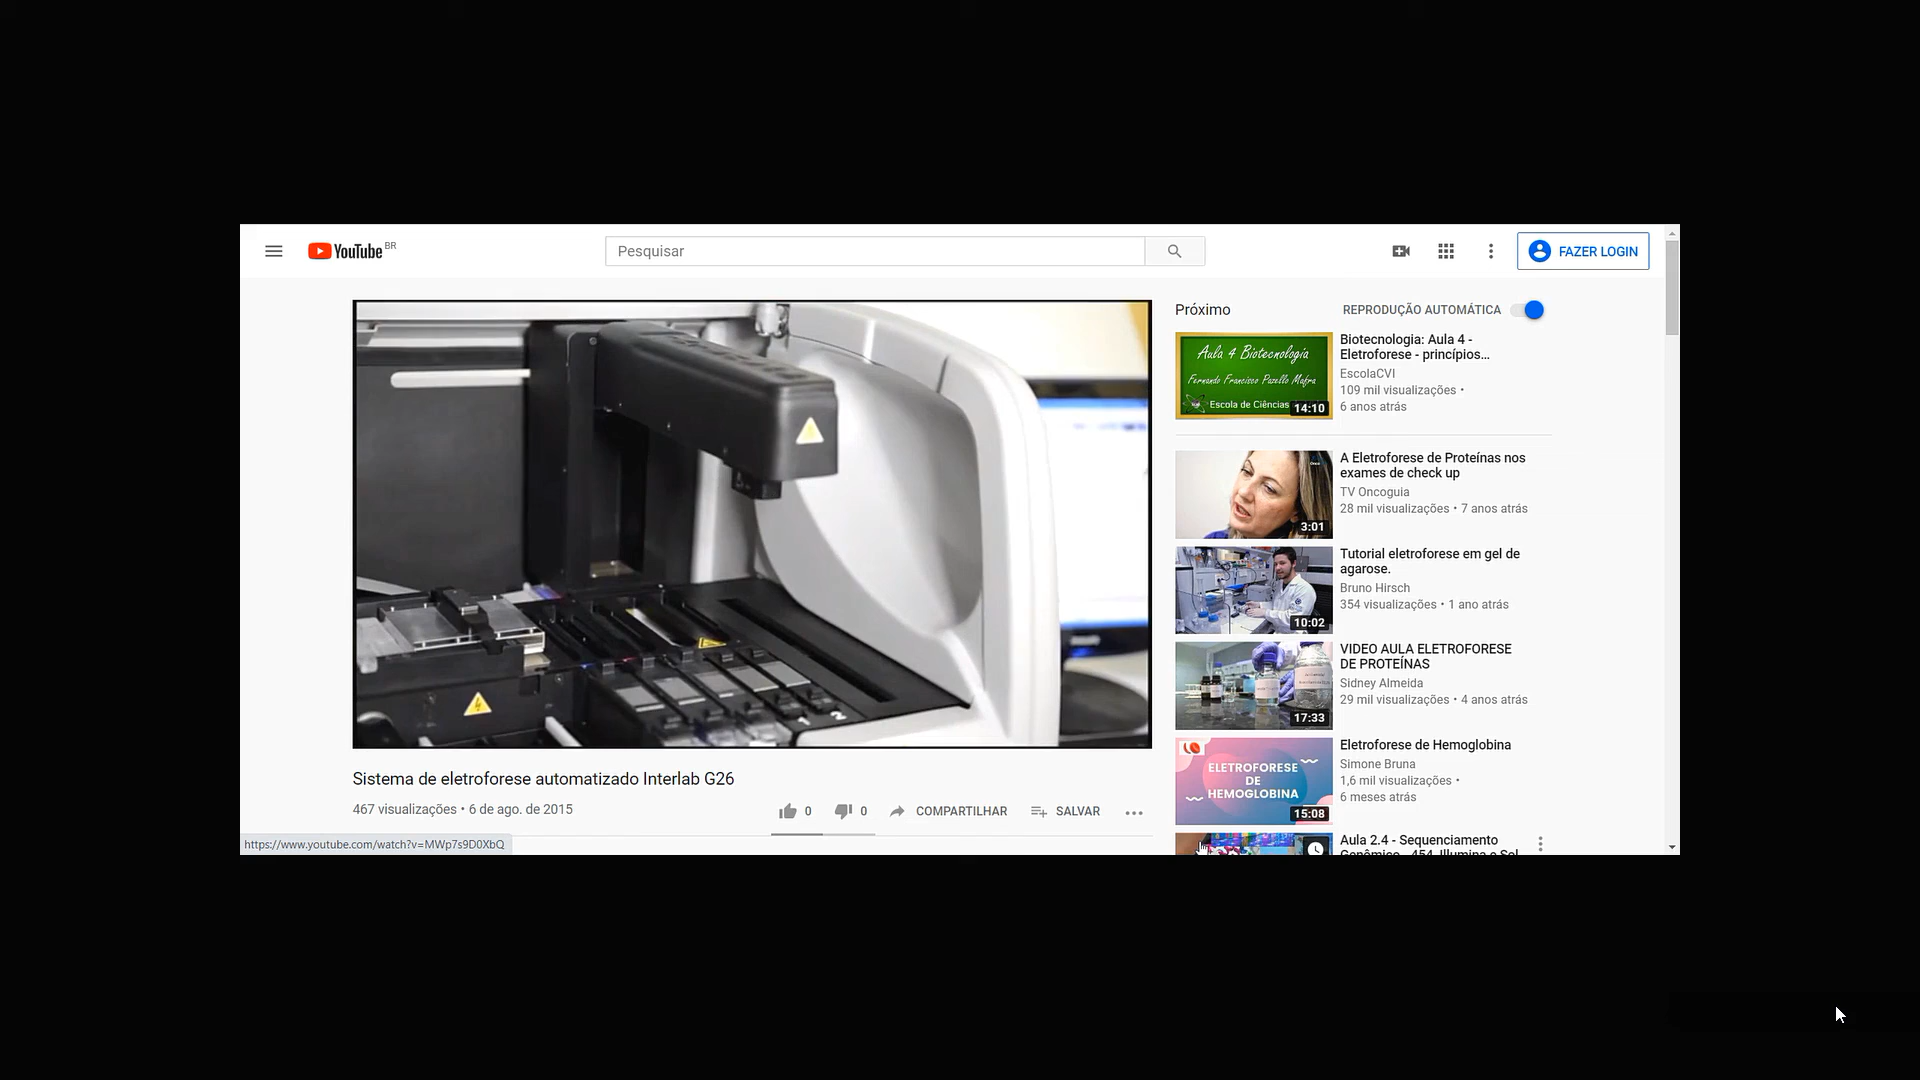 YouTube BR
Pesquisar
FAZER LOGIN
1 2
Sistema de eletroforese automatizado Interlab G26
467 visualizações • 6 de ago. de 2015
0
0
COMPARTILHAR
SALVAR
https://www.youtube.com/watch?v=MWp7s9D0XbQ
Próximo
REPRODUÇÃO AUTOMÁTICA
Aula 4 Biotecnologia
Fernando Francisco Pazello Mafra
Escola de Ciências
14:10
Biotecnologia: Aula 4 -
Eletroforese - princípios...
EscolaCVI
109 mil visualizações •
6 anos atrás
3:01
A Eletroforese de Proteínas nos
exames de check up
TV Oncoguia
28 mil visualizações • 7 anos atrás
10:02
Tutorial eletroforese em gel de
agarose.
Bruno Hirsch
354 visualizações • 1 ano atrás
17:33
VIDEO AULA ELETROFORESE
DE PROTEÍNAS
Sidney Almeida
29 mil visualizações • 4 anos atrás
ELETROFORESE
DE
HEMOGLOBINA
15:08
Eletroforese de Hemoglobina
Simone Bruna
1,6 mil visualizações •
6 meses atrás
Aula 2.4 - Sequenciamento
Genômico - 454, Illumina e Sol